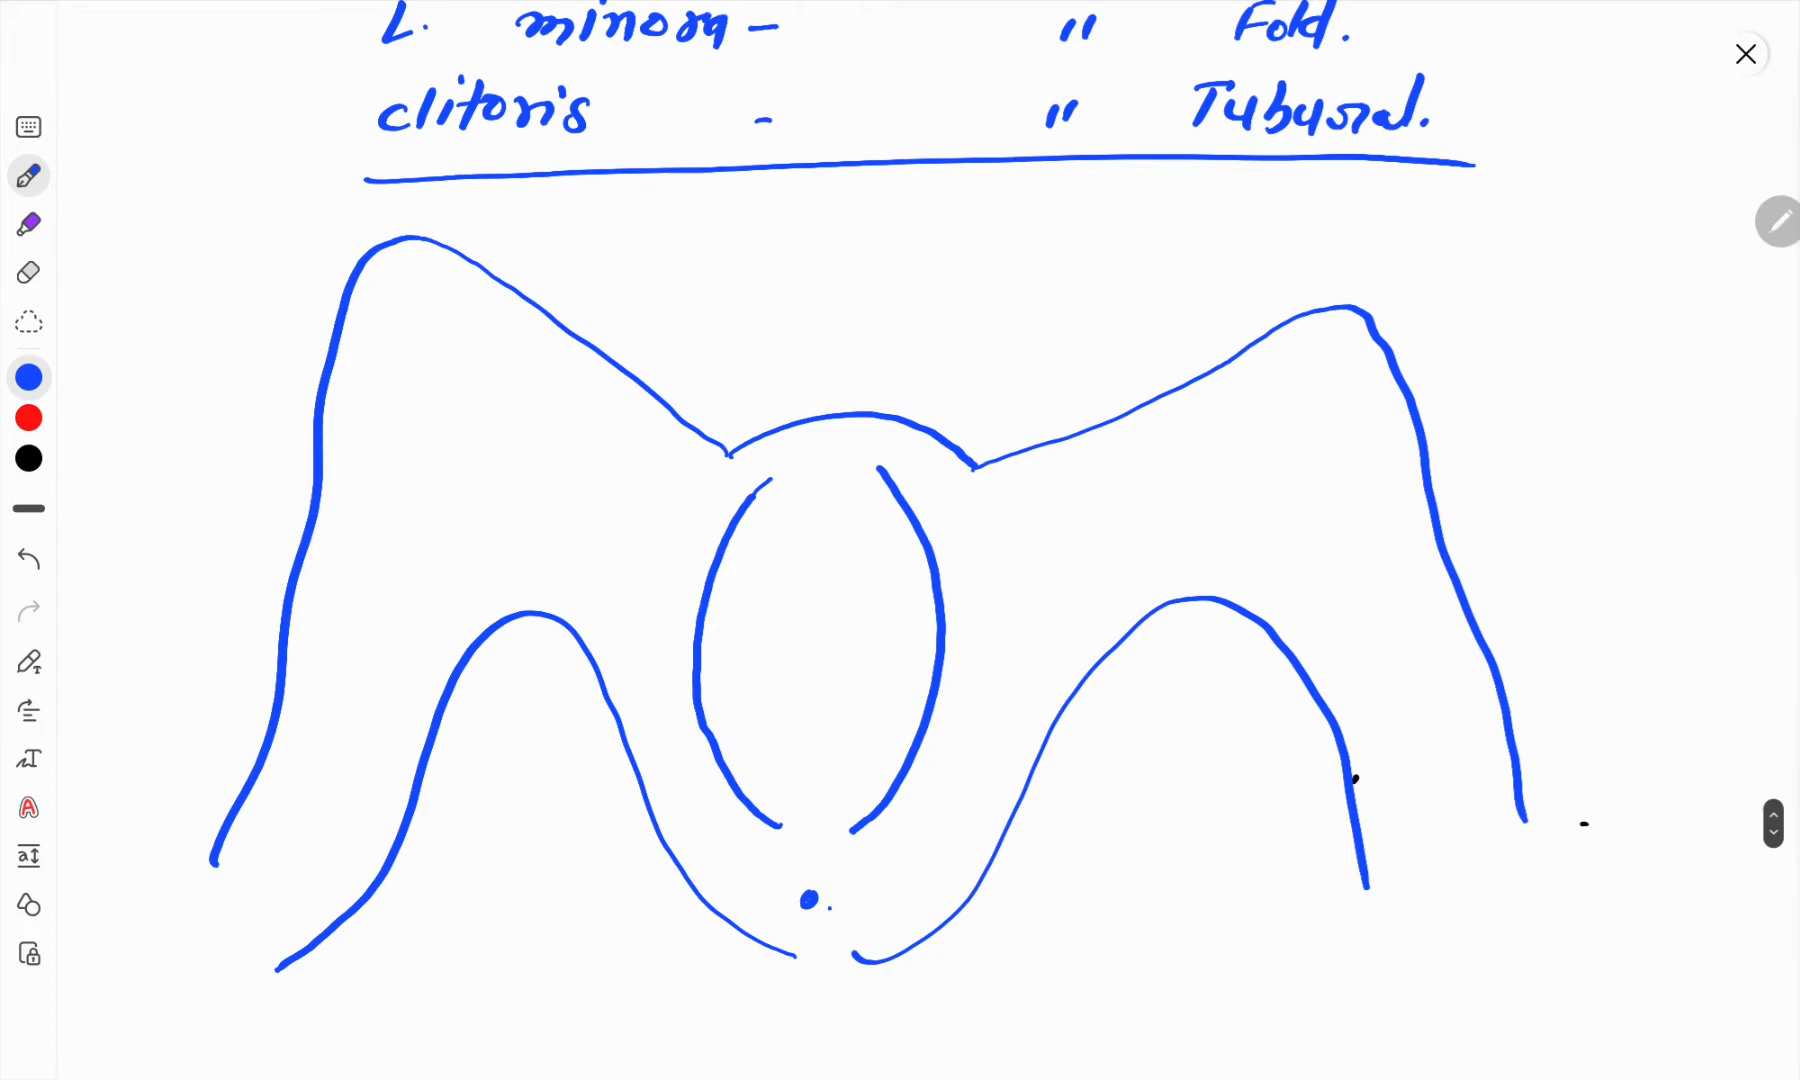 L. minora - " Fold.
clitoris - " Tubural.